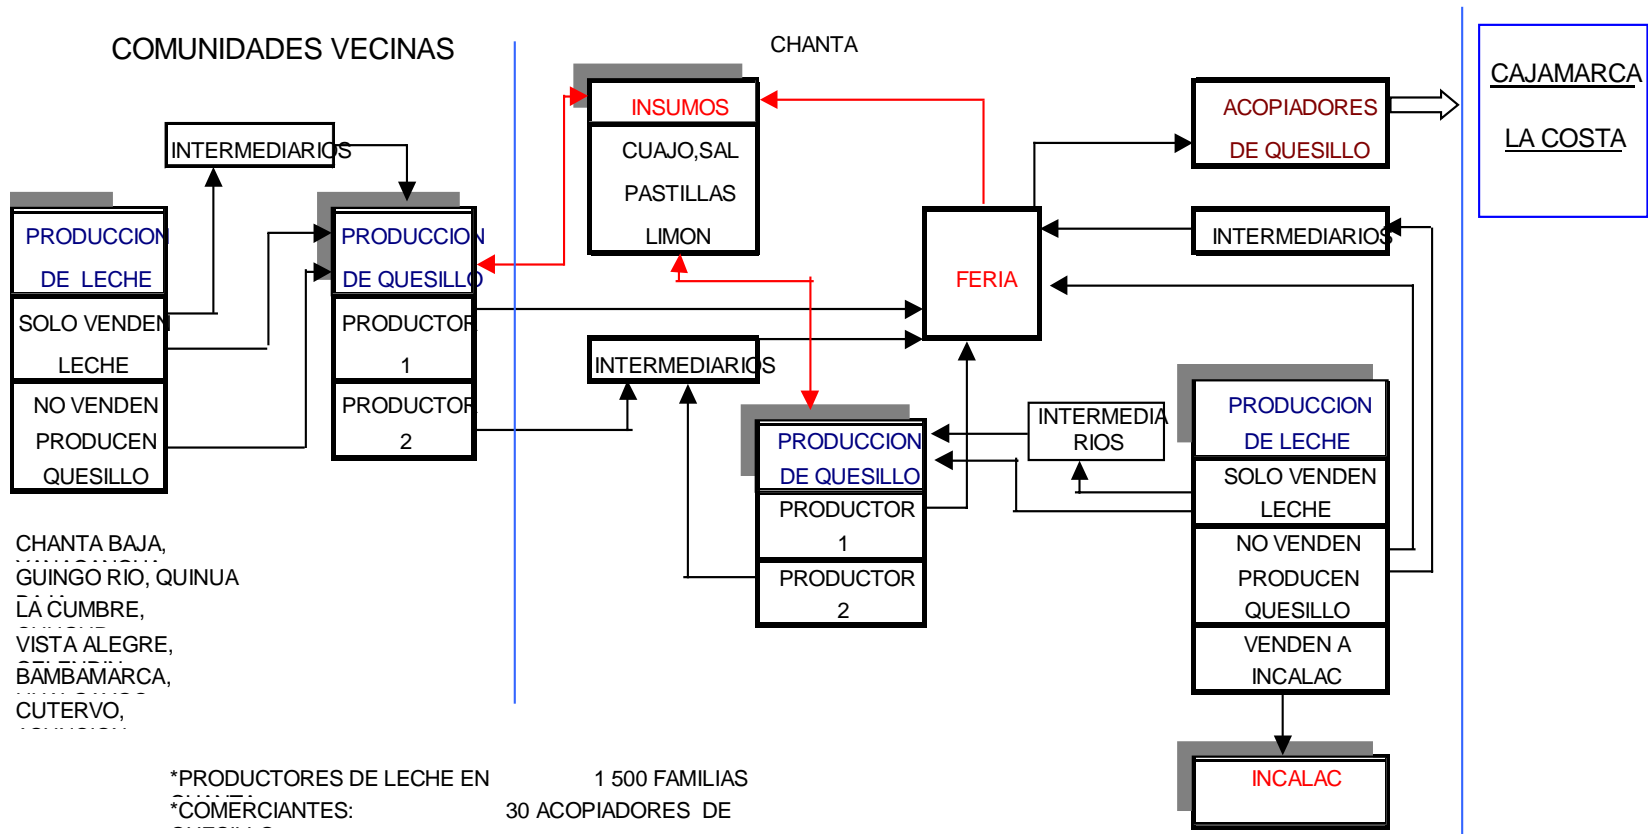 COMUNIDADES VECINAS
CHANTA
CAJAMARCA
LA COSTA
INTERMEDIARIOS
PRODUCCION
DE LECHE
SOLO VENDEN
LECHE
NO VENDEN
PRODUCEN
QUESILLO
PRODUCCION
DE QUESILLO
PRODUCTOR
1
PRODUCTOR
2
INSUMOS
CUAJO,SAL
PASTILLAS
LIMON
INTERMEDIARIOS
FERIA
ACOPIADORES
DE QUESILLO
INTERMEDIARIOS
PRODUCCION
DE QUESILLO
PRODUCTOR
1
PRODUCTOR
2
INTERMEDIA
RIOS
PRODUCCION
DE LECHE
SOLO VENDEN
LECHE
NO VENDEN
PRODUCEN
QUESILLO
VENDEN A
INCALAC
INCALAC
CHANTA BAJA,
GUINGO RIO, QUINUA
LA CUMBRE,
VISTA ALEGRE,
BAMBAMARCA,
CUTERVO,
*PRODUCTORES DE LECHE EN 1 500 FAMILIAS
*COMERCIANTES: 30 ACOPIADORES DE